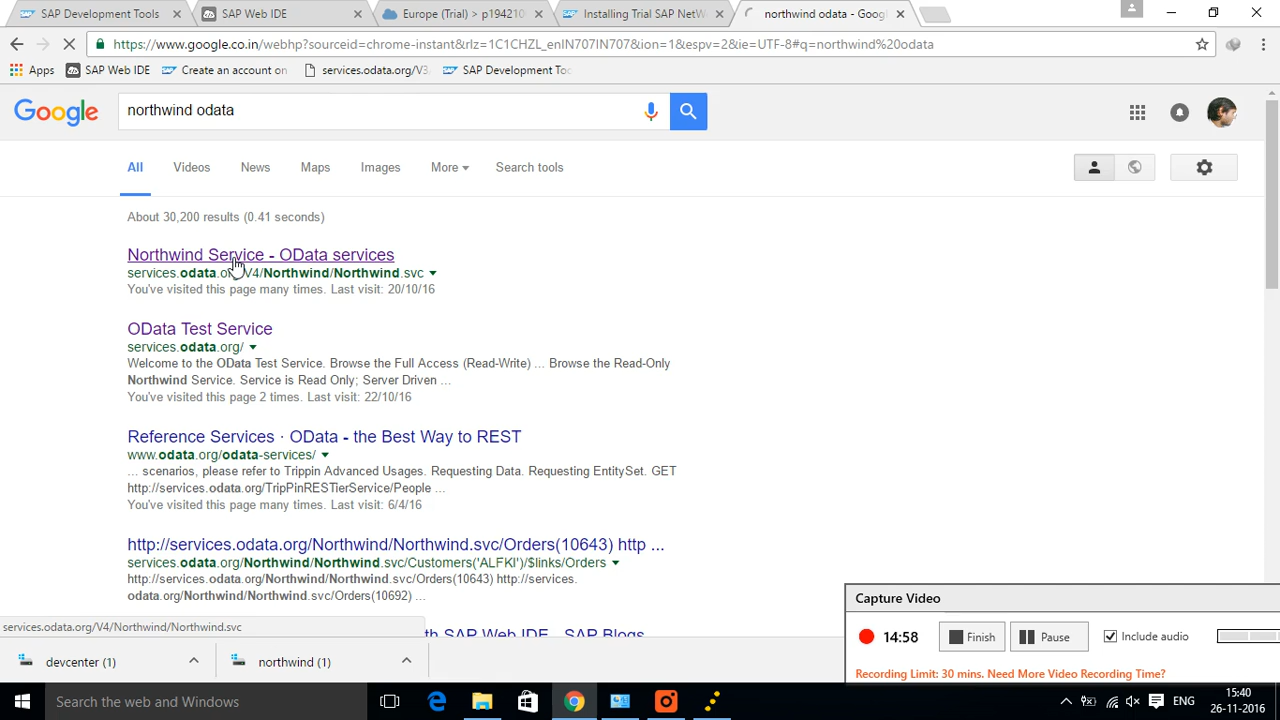 SAP Development Tools
SAP Web IDE
Europe (Trial) > p194210
Installing Trial SAP NetW
northwind odata - Goog
https://www.google.co.in/webhp?sourceid=chrome-instant&rlz=1C1CHZL_enIN707IN707&ion=1&espv=2&ie=UTF-8#q=northwind%20odata
Apps
SAP Web IDE
Create an account on
services.odata.org/V3
SAP Development Too
Google
northwind odata
All
Videos
News
Maps
Images
More
Search tools
About 30,200 results (0.41 seconds)
Northwind Service - OData services
services.odata.org/V4/Northwind/Northwind.svc
You've visited this page many times. Last visit: 20/10/16
OData Test Service
services.odata.org/
Welcome to the OData Test Service. Browse the Full Access (Read-Write) ... Browse the Read-Only
Northwind Service. Service is Read Only; Server Driven ...
You've visited this page 2 times. Last visit: 22/10/16
Reference Services · OData - the Best Way to REST
www.odata.org/odata-services/
... scenarios, please refer to Trippin Advanced Usages. Requesting Data. Requesting EntitySet. GET
http://services.odata.org/TripPinRESTierService/People ...
You've visited this page many times. Last visit: 6/4/16
http://services.odata.org/Northwind/Northwind.svc/Orders(10643) http ...
services.odata.org/Northwind/Northwind.svc/Customers('ALFKI')/$links/Orders
http://services.odata.org/Northwind/Northwind.svc/Orders(10643) http://services.
odata.org/Northwind/Northwind.svc/Orders(10692) ...
th SAP Web IDE - SAP Blogs
services.odata.org/V4/Northwind/Northwind.svc
devcenter (1)
northwind (1)
Capture Video
14:58
Finish
Pause
Include audio
Recording Limit: 30 mins. Need More Video Recording Time?
Search the web and Windows
ENG
15:40
26-11-2016